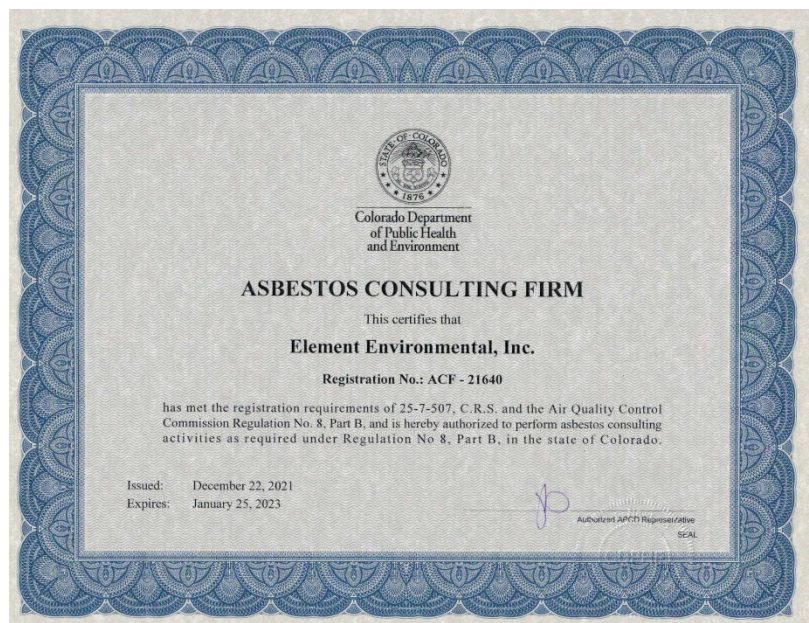 STATE OF COLORADO
1876
Colorado Department
of Public Health
and Environment
ASBESTOS CONSULTING FIRM
This certifies that
Element Environmental, Inc.
Registration No.: ACF - 21640
has met the registration requirements of 25-7-507, C.R.S. and the Air Quality Control
Commission Regulation No. 8, Part B, and is hereby authorized to perform asbestos consulting
activities as required under Regulation No 8, Part B, in the state of Colorado.
Issued: December 22, 2021
Expires: January 25, 2023
Authorized APCD Representative
SEAL